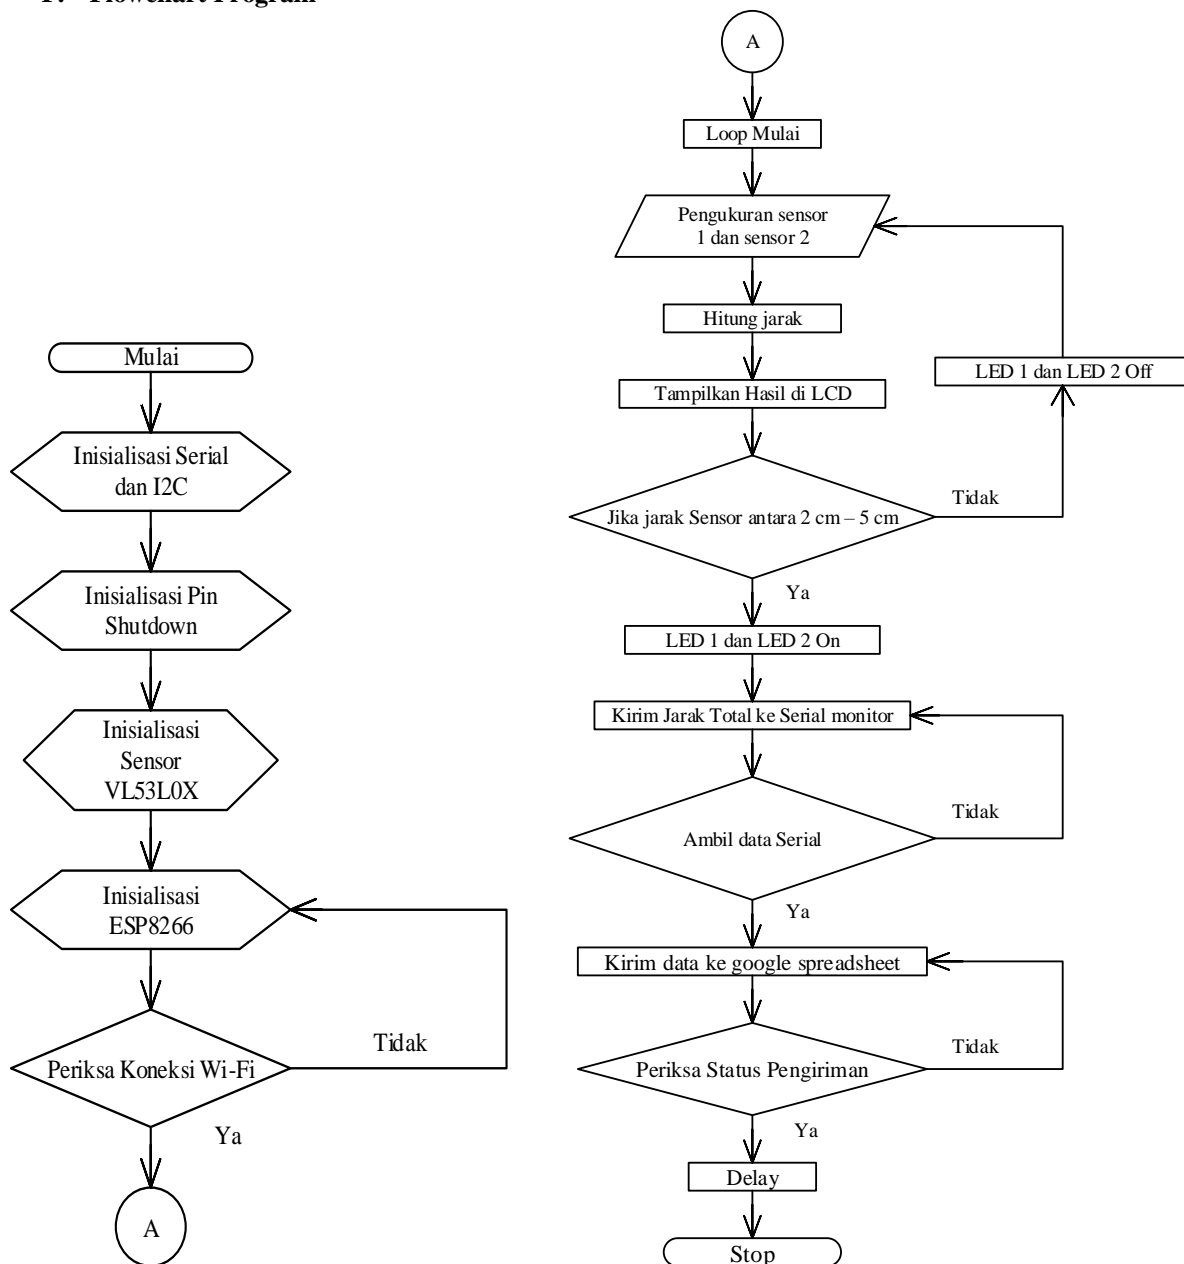 Flowchart Program
Mulai
Inisialisasi Serial
dan I2C
Inisialisasi Pin
Shutdown
Inisialisasi
Sensor
VL53L0X
Inisialisasi
ESP8266
Periksa Koneksi Wi-Fi
Tidak
Ya
A
A
Loop Mulai
Pengukuran sensor
1 dan sensor 2
Hitung jarak
Tampilkan Hasil di LCD
LED 1 dan LED 2 Off
Jika jarak Sensor antara 2 cm – 5 cm
Tidak
Ya
LED 1 dan LED 2 On
Kirim Jarak Total ke Serial monitor
Ambil data Serial
Tidak
Ya
Kirim data ke google spreadsheet
Periksa Status Pengiriman
Tidak
Ya
Delay
Stop